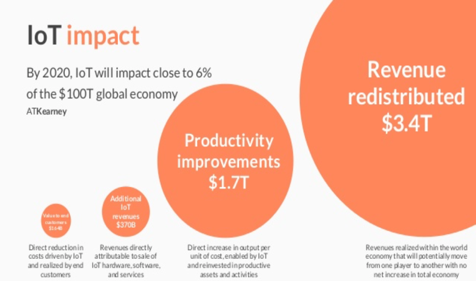 IoT impact
By 2020, IoT will impact close to 6%
of the $100T global economy
ATKearney
Revenue
redistributed
$3.4T
Productivity
improvements
$1.7T
Additional
IoT
revenues
$370B
customers
Direct reduction in
costs driven by IoT
and realized by end
customers
Revenues directly
attributable to sale of
IoT hardware, software,
and services
Direct increase in output per
unit of cost, enabled by IoT
and reinvested in productive
assets and activities
Revenues realized within the world
economy that will potentially move
from one player to another with no
net increase in total economy